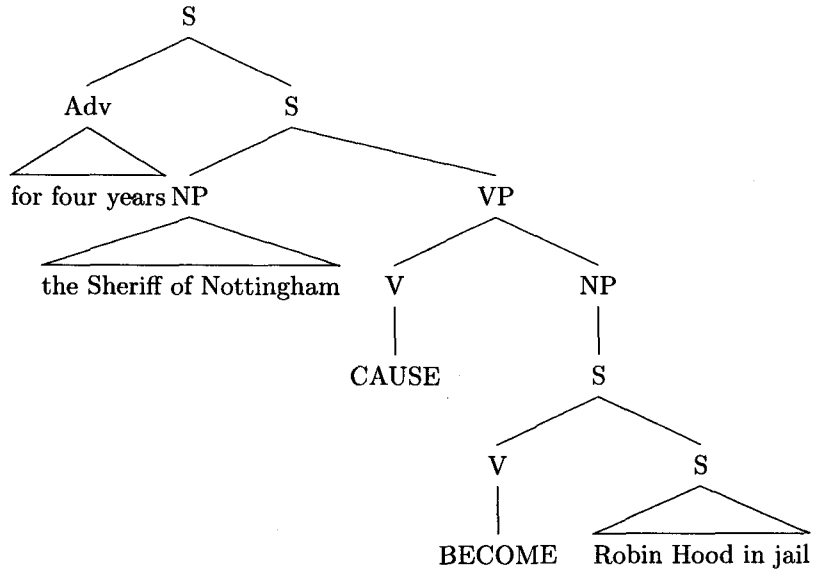 S
Adv S
for four years NP VP
the Sheriff of Nottingham V NP
CAUSE S
V S
BECOME Robin Hood in jail